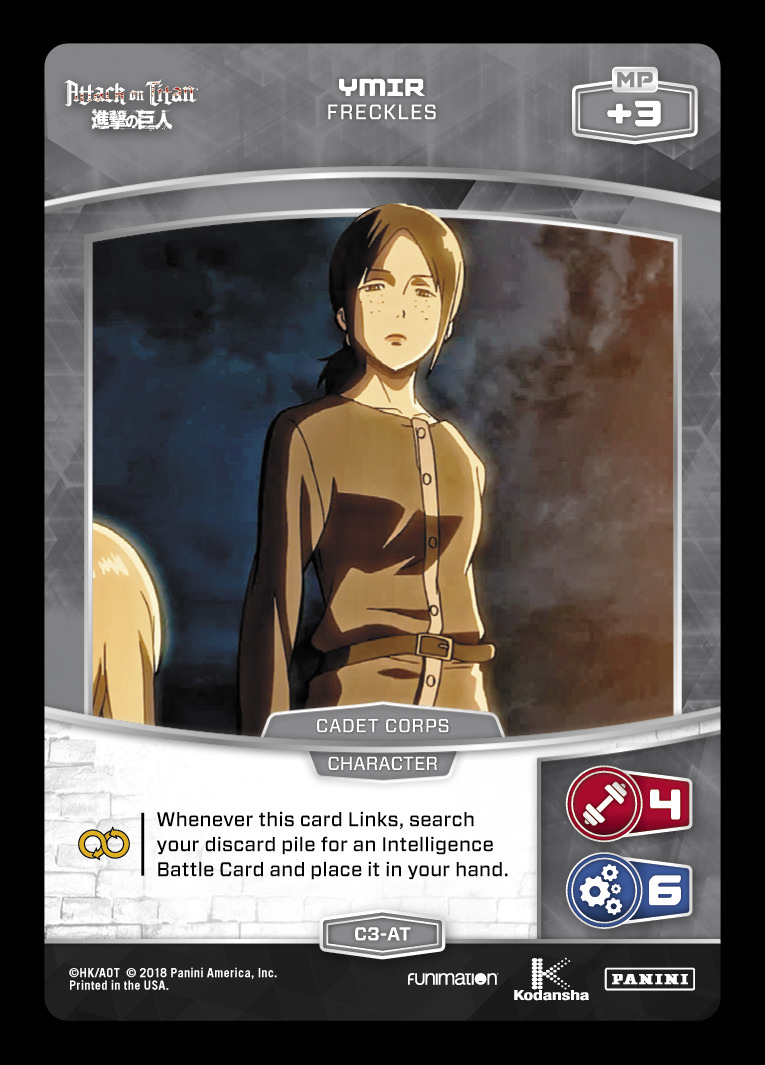 Attack on Titan
進撃の巨人
YMIR
FRECKLES
MP
+3
CADET CORPS
CHARACTER
Whenever this card Links, search
your discard pile for an Intelligence
Battle Card and place it in your hand.
4
6
C3-AT
©HK/AOT © 2018 Panini America, Inc.
Printed in the USA.
FUNIMATION
K
Kodansha
PANINI